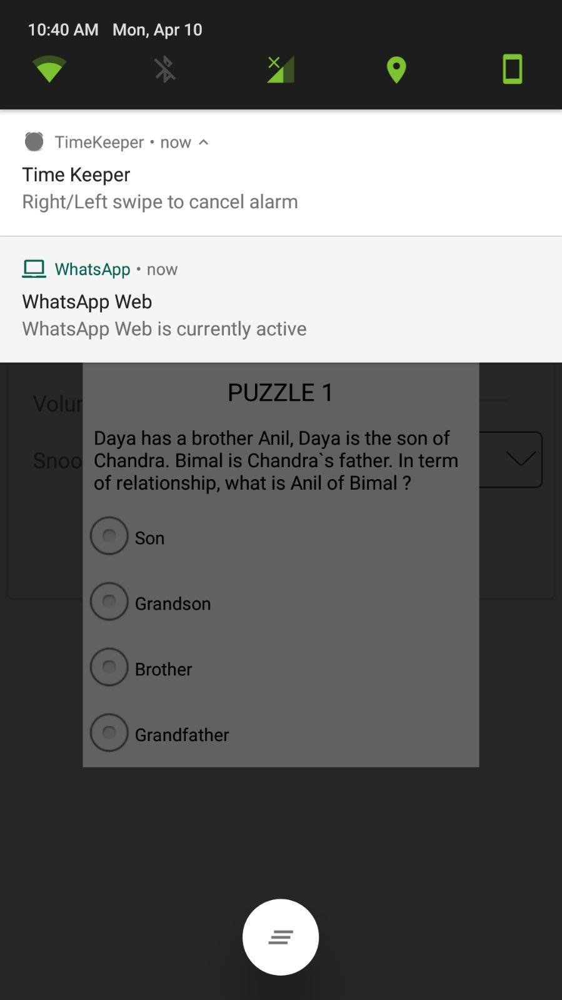 10:40 AM Mon, Apr 10
TimeKeeper • now
Time Keeper
Right/Left swipe to cancel alarm
WhatsApp • now
WhatsApp Web
WhatsApp Web is currently active
PUZZLE 1
Volur
Daya has a brother Anil, Daya is the son of
Snoo
Chandra. Bimal is Chandra`s father. In term
of relationship, what is Anil of Bimal ?
Son
Grandson
Brother
Grandfather